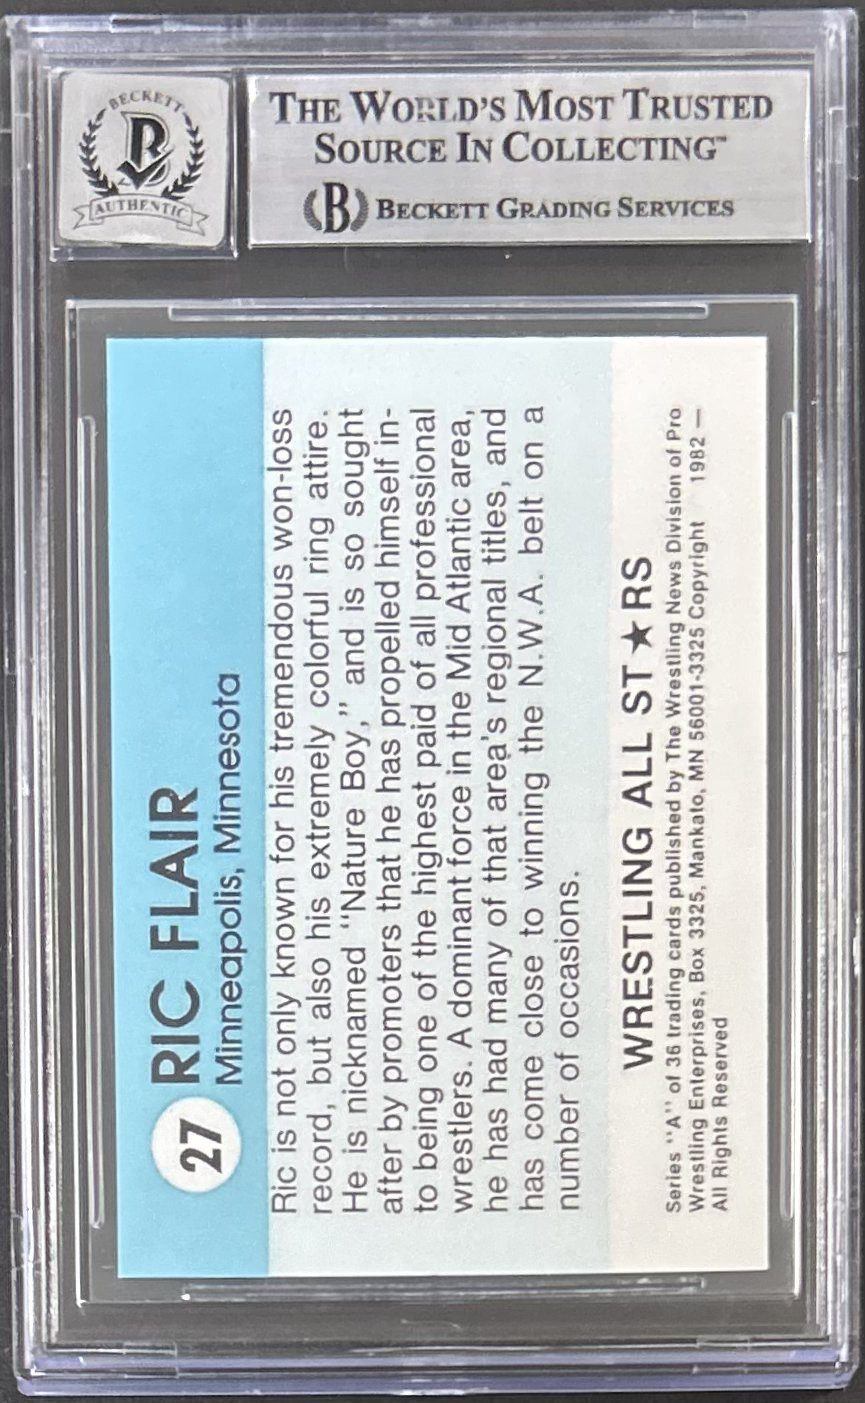 BECKETT
B
AUTHENTIC
THE WORLD'S MOST TRUSTED
SOURCE IN COLLECTING™
B BECKETT GRADING SERVICES
27
RIC FLAIR
Minneapolis, Minnesota
Ric is not only known for his tremendous won-loss
record, but also his extremely colorful ring attire.
He is nicknamed "Nature Boy," and is so sought
after by promoters that he has propelled himself in-
to being one of the highest paid of all professional
wrestlers. A dominant force in the Mid Atlantic area,
he has had many of that area's regional titles, and
has come close to winning the N.W.A. belt on a
number of occasions.
WRESTLING ALL ST★RS
Series "A" of 36 trading cards published by The Wrestling News Division of Pro
Wrestling Enterprises, Box 3325, Mankato, MN 56001-3325 Copyright 1982 —
All Rights Reserved